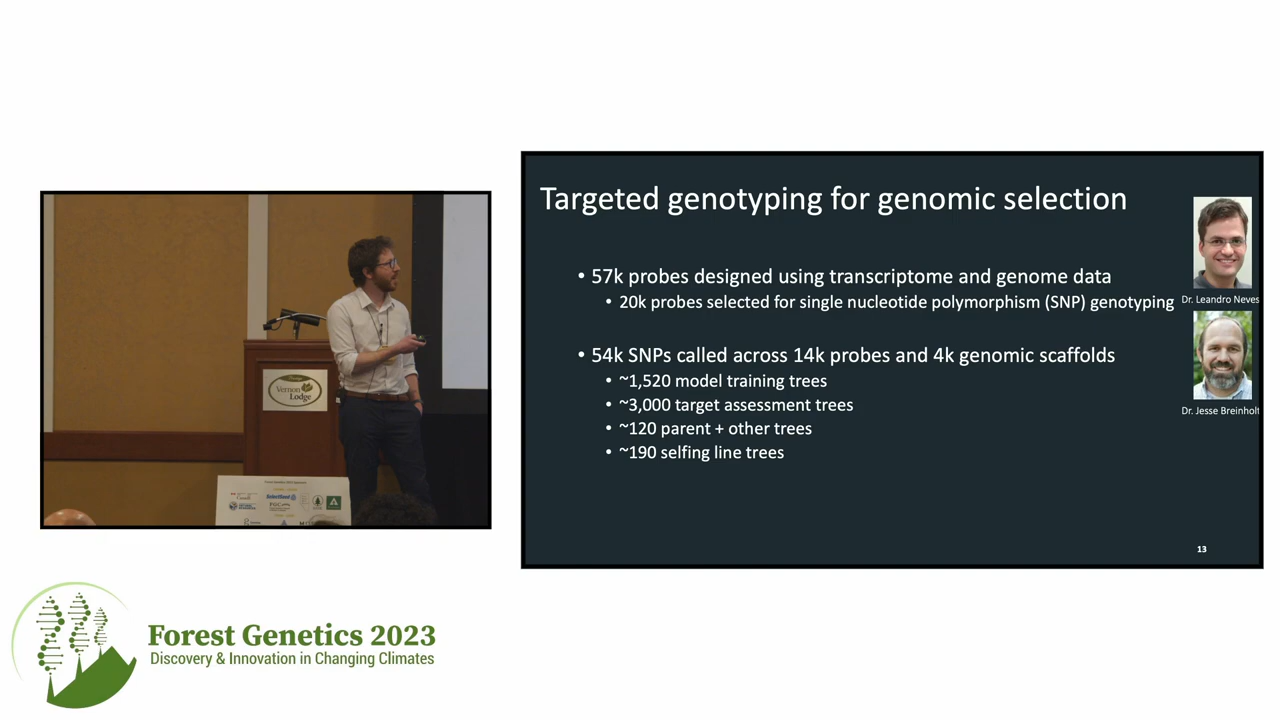 Targeted genotyping for genomic selection
• 57k probes designed using transcriptome and genome data
• 20k probes selected for single nucleotide polymorphism (SNP) genotyping
Dr. Leandro Neves
• 54k SNPs called across 14k probes and 4k genomic scaffolds
• ~1,520 model training trees
• ~3,000 target assessment trees
Dr. Jesse Breinholt
• ~120 parent + other trees
• ~190 selfing line trees
13
Vernon
Lodge
Forest Genetics 2023
Discovery & Innovation in Changing Climates